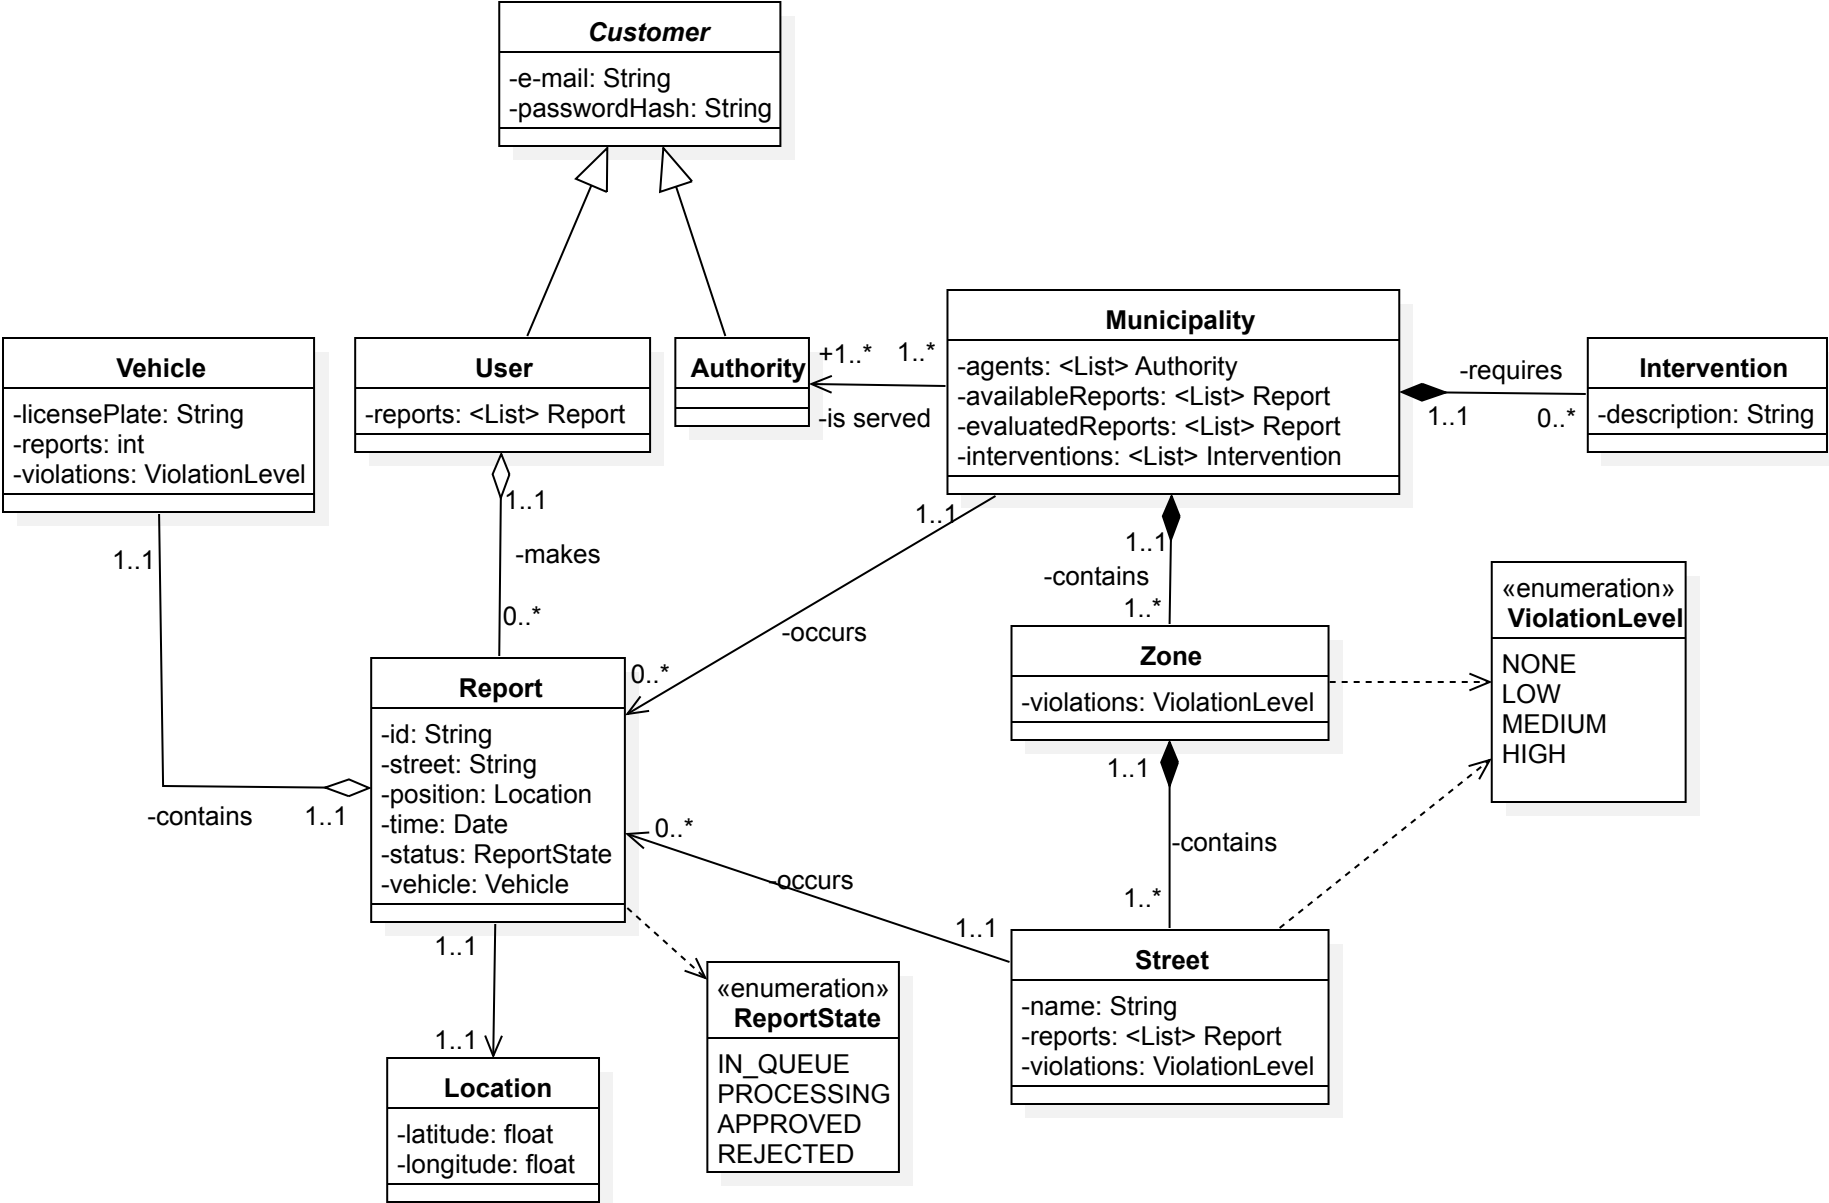 Customer
-e-mail: String
-passwordHash: String
Vehicle
-licensePlate: String
-reports: int
-violations: ViolationLevel
User
-reports: <List> Report
Authority
+1..*
1..*
-is served
Municipality
-agents: <List> Authority
-availableReports: <List> Report
-evaluatedReports: <List> Report
-interventions: <List> Intervention
-requires
1..1
0..*
Intervention
-description: String
1..1
-makes
0..*
1..1
-contains
1..1
1..1
-occurs
0..*
1..1
-contains
1..*
Report
-id: String
-street: String
-position: Location
-time: Date
-status: ReportState
-vehicle: Vehicle
Zone
-violations: ViolationLevel
«enumeration»
ViolationLevel
NONE
LOW
MEDIUM
HIGH
1..1
-contains
1..*
0..*
-occurs
1..1
1..1
1..1
Location
-latitude: float
-longitude: float
«enumeration»
ReportState
IN_QUEUE
PROCESSING
APPROVED
REJECTED
Street
-name: String
-reports: <List> Report
-violations: ViolationLevel